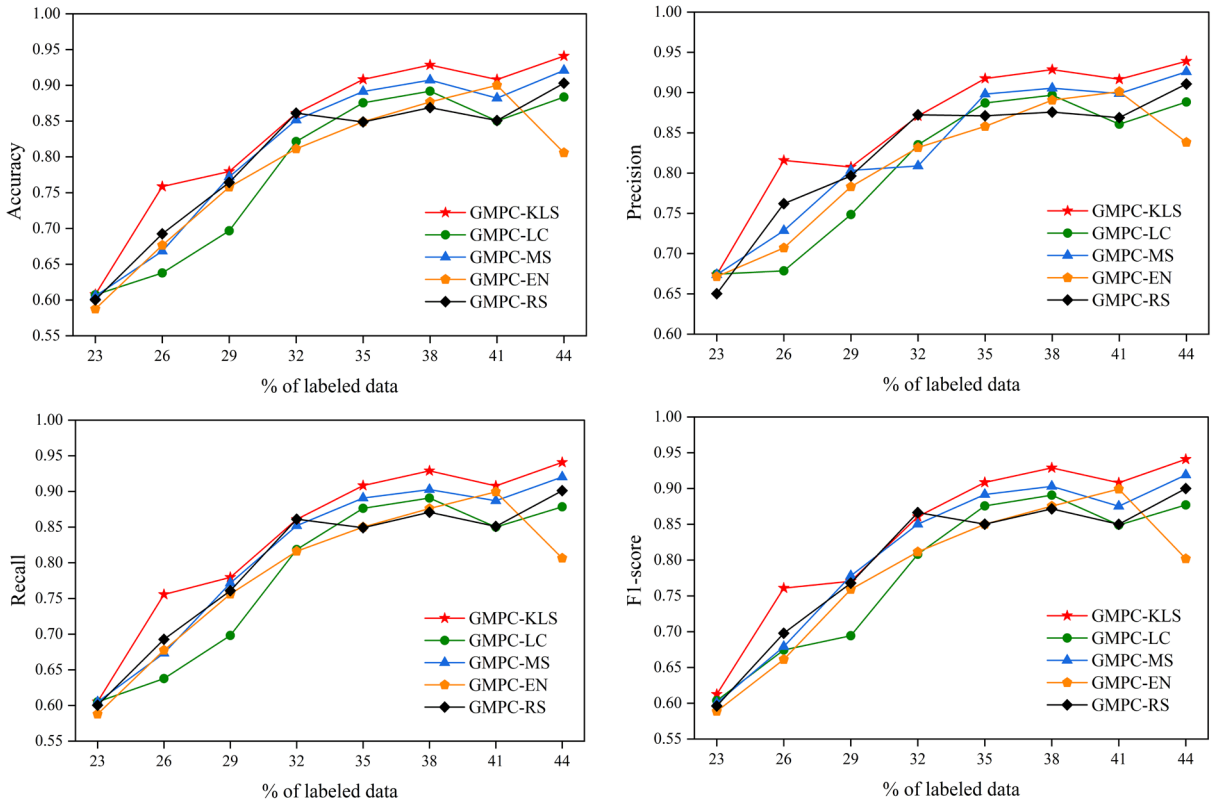 1.00
0.95
0.90
0.85
0.80
0.75
0.70
0.65
0.60
0.55
Accuracy
GMPC-KLS
GMPC-LC
GMPC-MS
GMPC-EN
GMPC-RS
23 26 29 32 35 38 41 44
% of labeled data
1.00
0.95
0.90
0.85
0.80
0.75
0.70
0.65
0.60
Precision
GMPC-KLS
GMPC-LC
GMPC-MS
GMPC-EN
GMPC-RS
23 26 29 32 35 38 41 44
% of labeled data
1.00
0.95
0.90
0.85
0.80
0.75
0.70
0.65
0.60
0.55
Recall
GMPC-KLS
GMPC-LC
GMPC-MS
GMPC-EN
GMPC-RS
23 26 29 32 35 38 41 44
% of labeled data
1.00
0.95
0.90
0.85
0.80
0.75
0.70
0.65
0.60
0.55
F1-score
GMPC-KLS
GMPC-LC
GMPC-MS
GMPC-EN
GMPC-RS
23 26 29 32 35 38 41 44
% of labeled data